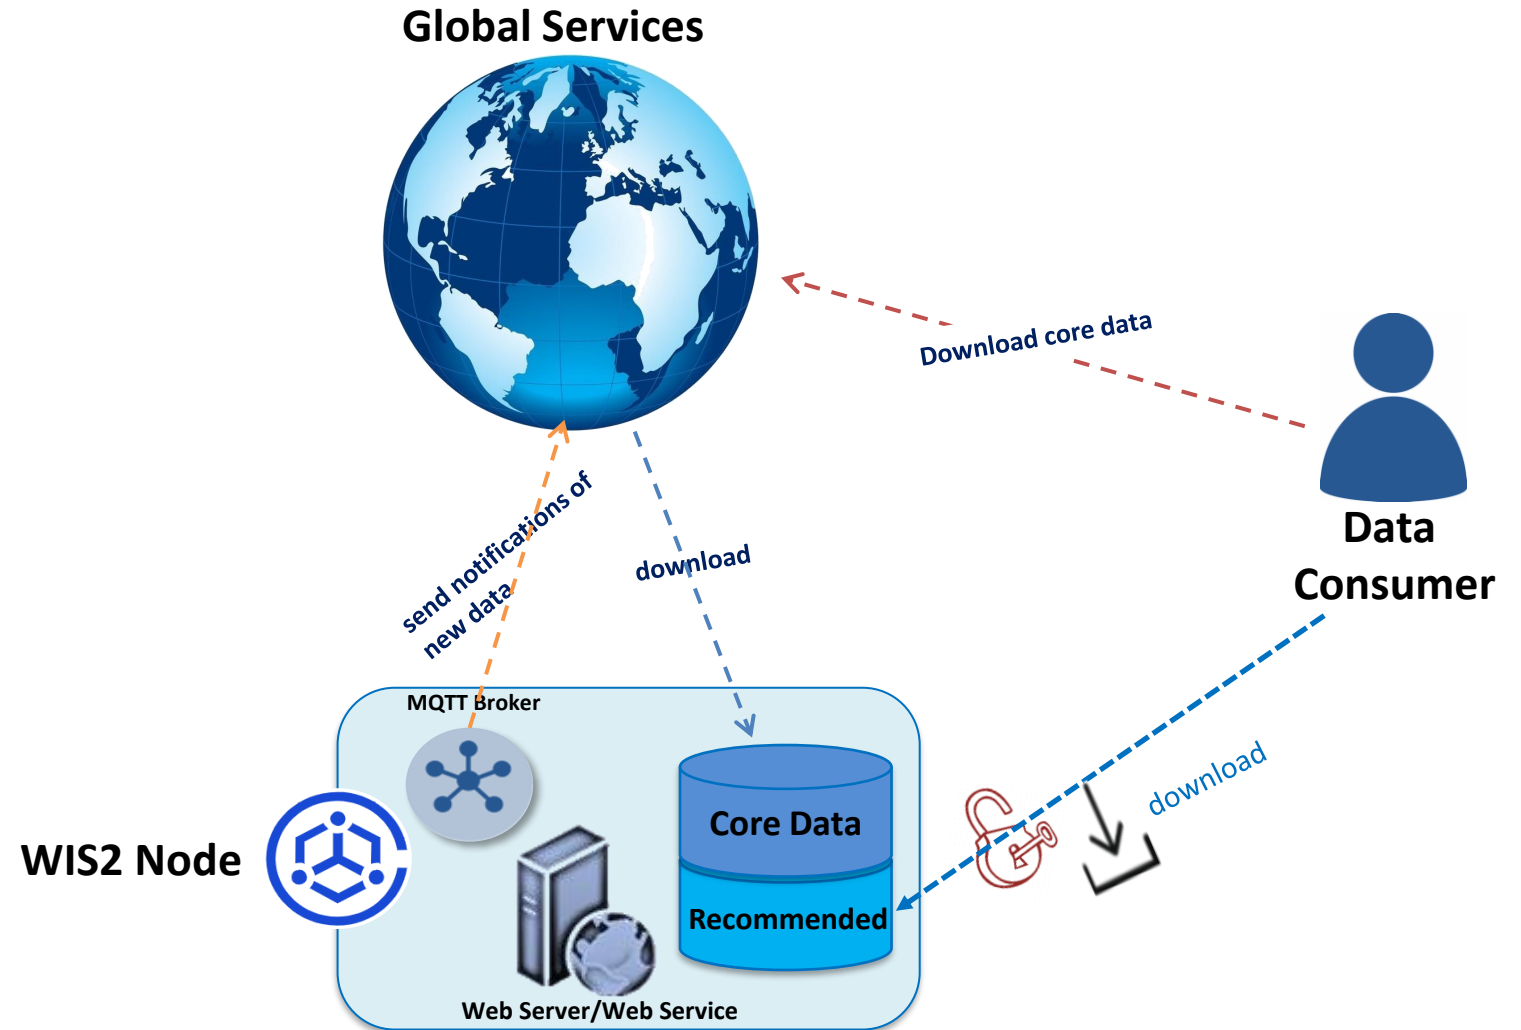 Global Services
Download core data
Data
Consumer
send notifications of
new data
download
MQTT Broker
download
Core Data
WIS2 Node
Recommended
Web Server/Web Service